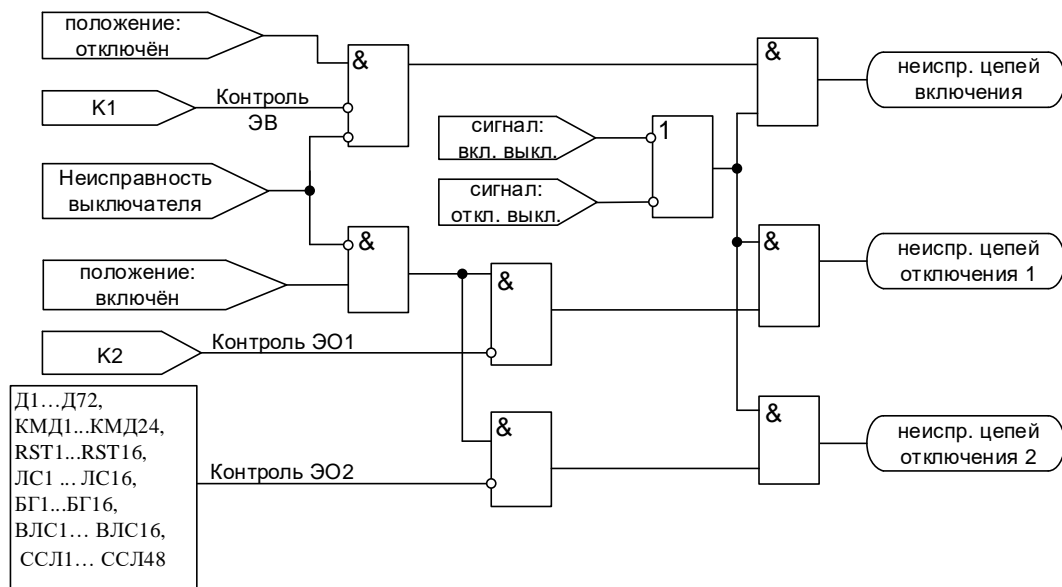 положение:
отключён
&
&
неиспр. цепей
включения
K1
Контроль
ЭВ
сигнал:
вкл. выкл.
1
Неисправность
выключателя
сигнал:
откл. выкл.
&
&
неиспр. цепей
отключения 1
положение:
включён
&
K2
Контроль ЭО1
Д1…Д72,
КМД1...КМД24,
RST1...RST16,
ЛС1 ... ЛС16,
БГ1...БГ16,
ВЛС1… ВЛС16,
ССЛ1… ССЛ48
Контроль ЭО2
&
&
неиспр. цепей
отключения 2